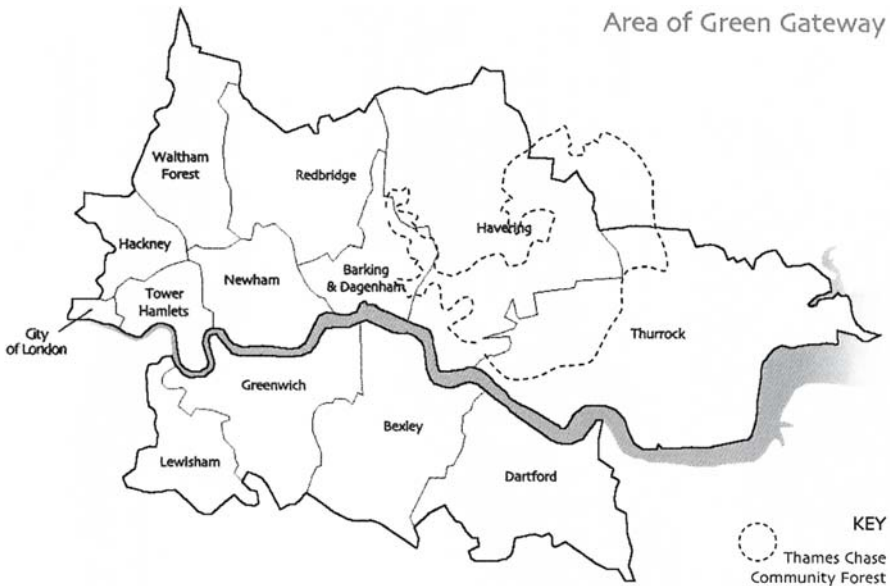 Area of Green Gateway
Waltham
Forest
Redbridge
Havering
Hackney
Newham
Barking
& Dagenham
Tower
Hamlets
City
of London
Thurrock
Greenwich
Bexley
Lewisham
Dartford
KEY
Thames Chase
Community Forest